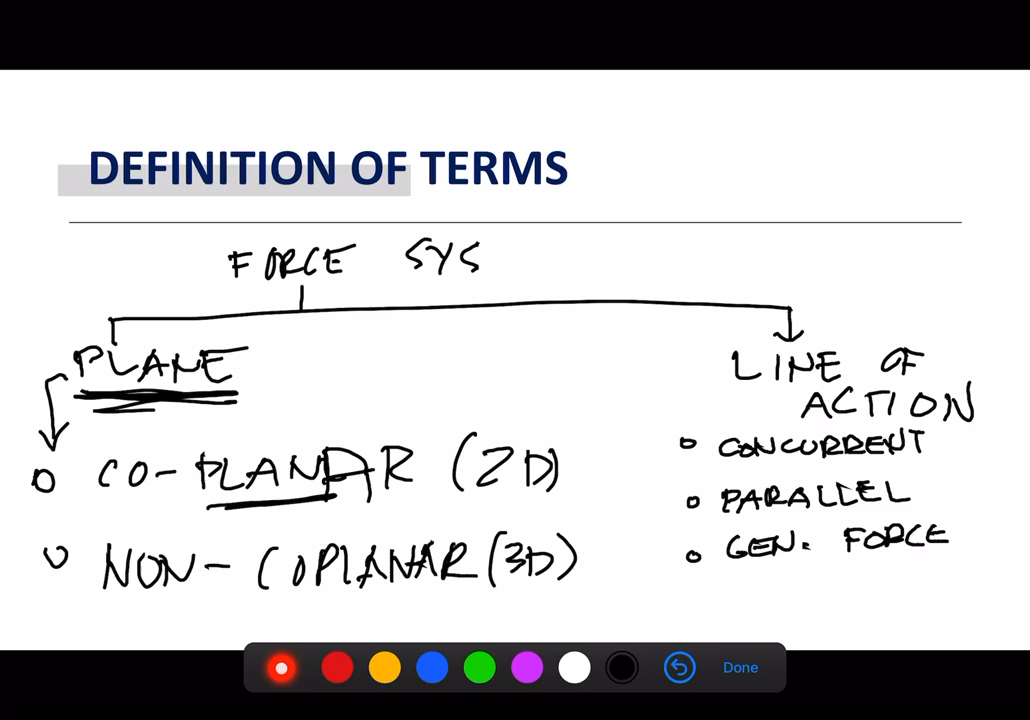 DEFINITION OF TERMS
FORCE SYS
PLANE
CO-PLANAR (2D)
NON-COPLANAR (3D)
LINE OF
ACTION
CONCURRENT
PARALLEL
GEN. FORCE
Done